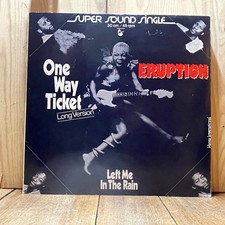 SUPER SOUND SINGLE
30 cm / 45 rpm
One
Way
Ticket
Long Version
ERUPTION
Left Me
In The Rain